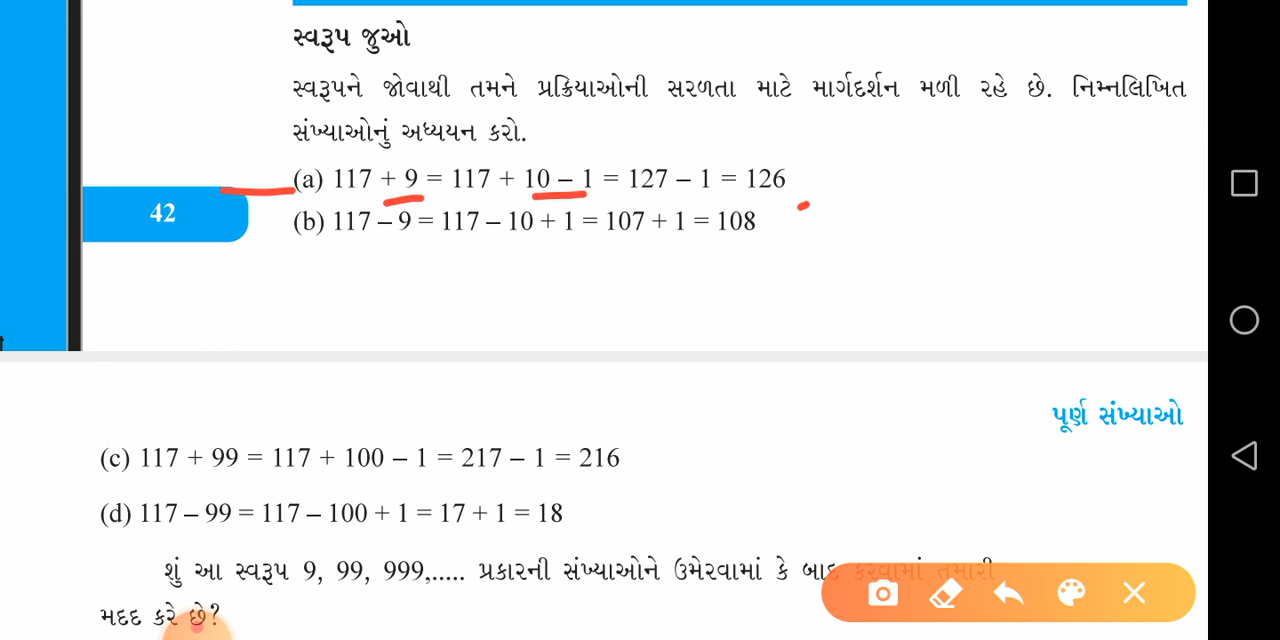 સ્વરૂપ જુઓ
સ્વરૂપને જોવાથી તમને પ્રક્રિયાઓની સરળતા માટે માર્ગદર્શન મળી રહે છે. નિમ્નલિખિત
સંખ્યાઓનું અધ્યયન કરો.
(a) 117 + 9 = 117 + 10 – 1 = 127 – 1 = 126
42
(b) 117 – 9 = 117 – 10 + 1 = 107 + 1 = 108
પૂર્ણ સંખ્યાઓ
(c) 117 + 99 = 117 + 100 – 1 = 217 – 1 = 216
(d) 117 – 99 = 117 – 100 + 1 = 17 + 1 = 18
શું આ સ્વરૂપ 9, 99, 999,..... પ્રકારની સંખ્યાઓને ઉમેરવામાં કે બાદ કરવામાં તમારી
મદદ કરે છે?